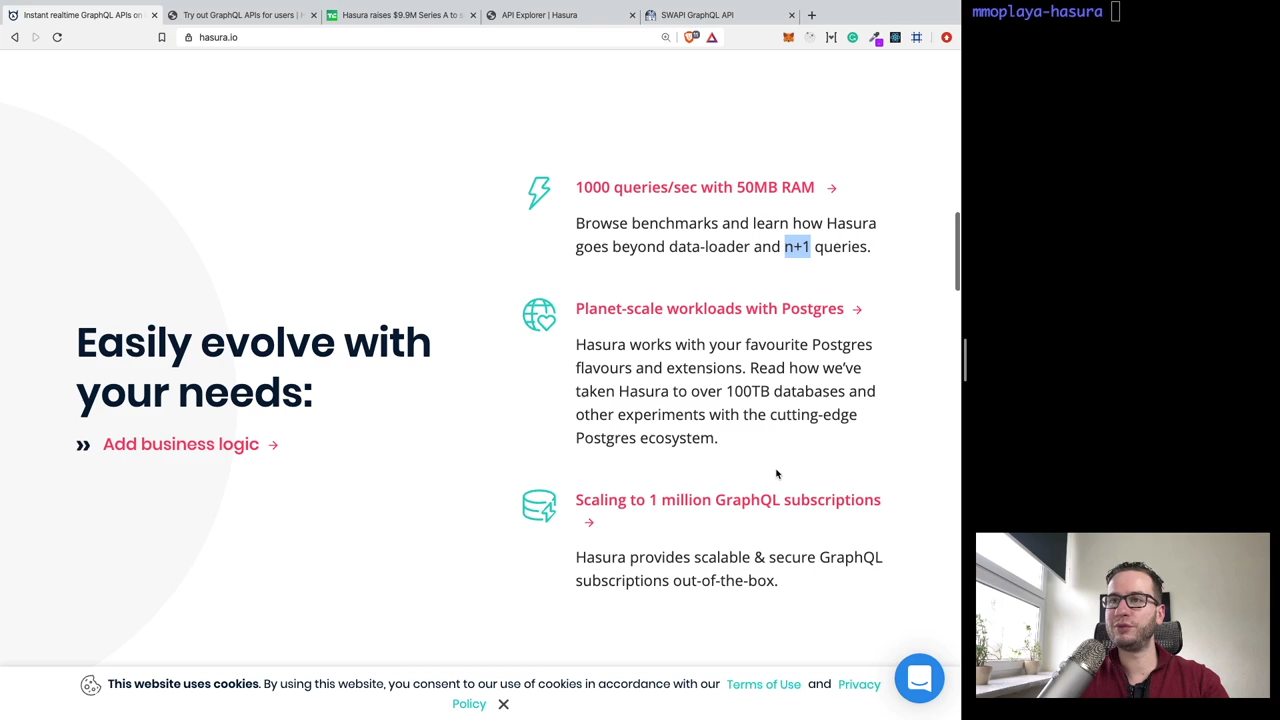 Instant realtime GraphQL APIs on
Try out GraphQL APIs for users | H
Hasura raises $9.9M Series A to s
API Explorer | Hasura
SWAPI GraphQL API
hasura.io
mmoplaya-hasura
Easily evolve with
your needs:
Add business logic
1000 queries/sec with 50MB RAM
Browse benchmarks and learn how Hasura
goes beyond data-loader and n+1 queries.
Planet-scale workloads with Postgres
Hasura works with your favourite Postgres
flavours and extensions. Read how we've
taken Hasura to over 100TB databases and
other experiments with the cutting-edge
Postgres ecosystem.
Scaling to 1 million GraphQL subscriptions
Hasura provides scalable & secure GraphQL
subscriptions out-of-the-box.
This website uses cookies. By using this website, you consent to our use of cookies in accordance with our Terms of Use and Privacy
Policy